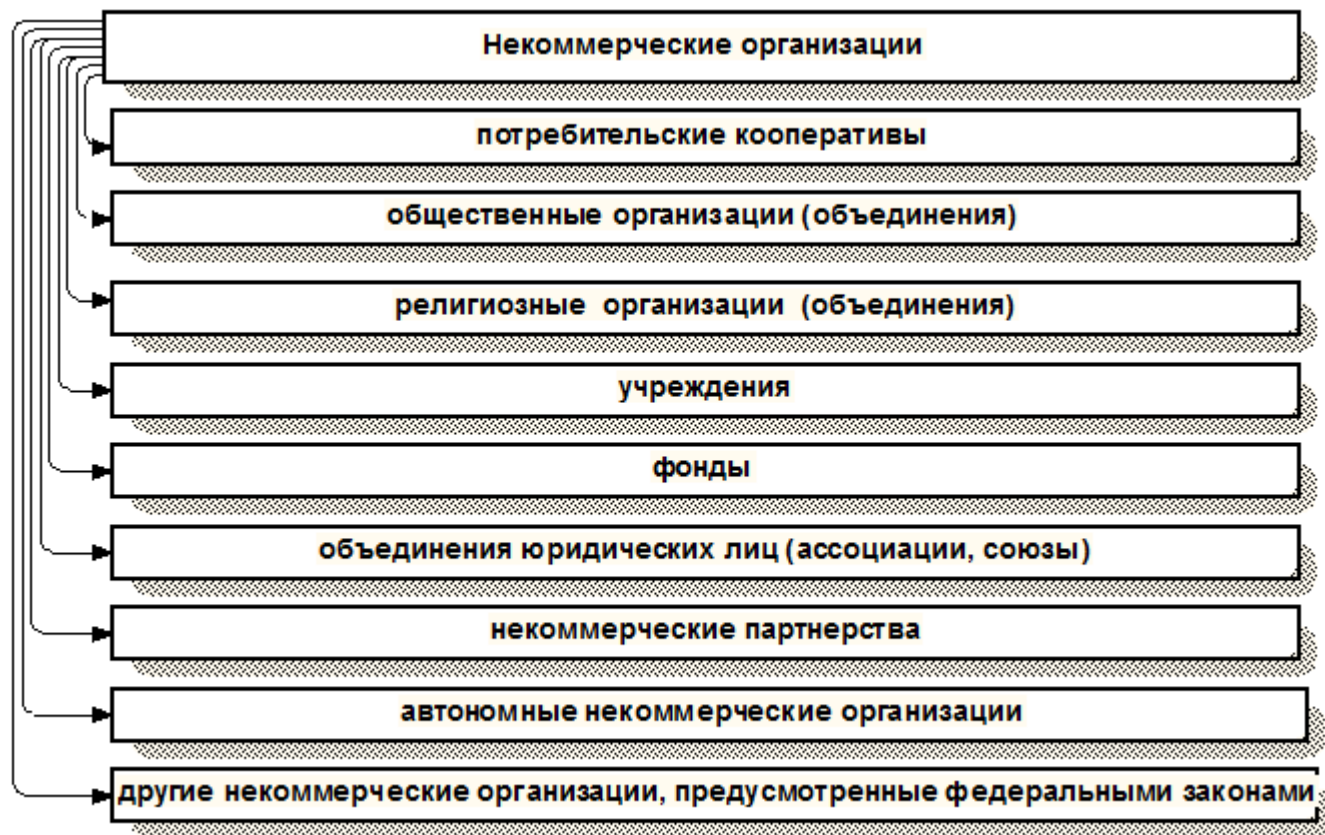 Некоммерческие организации
потребительские кооперативы
общественные организации (объединения)
религиозные организации (объединения)
учреждения
фонды
объединения юридических лиц (ассоциации, союзы)
некоммерческие партнерства
автономные некоммерческие организации
другие некоммерческие организации, предусмотренные федеральными законами